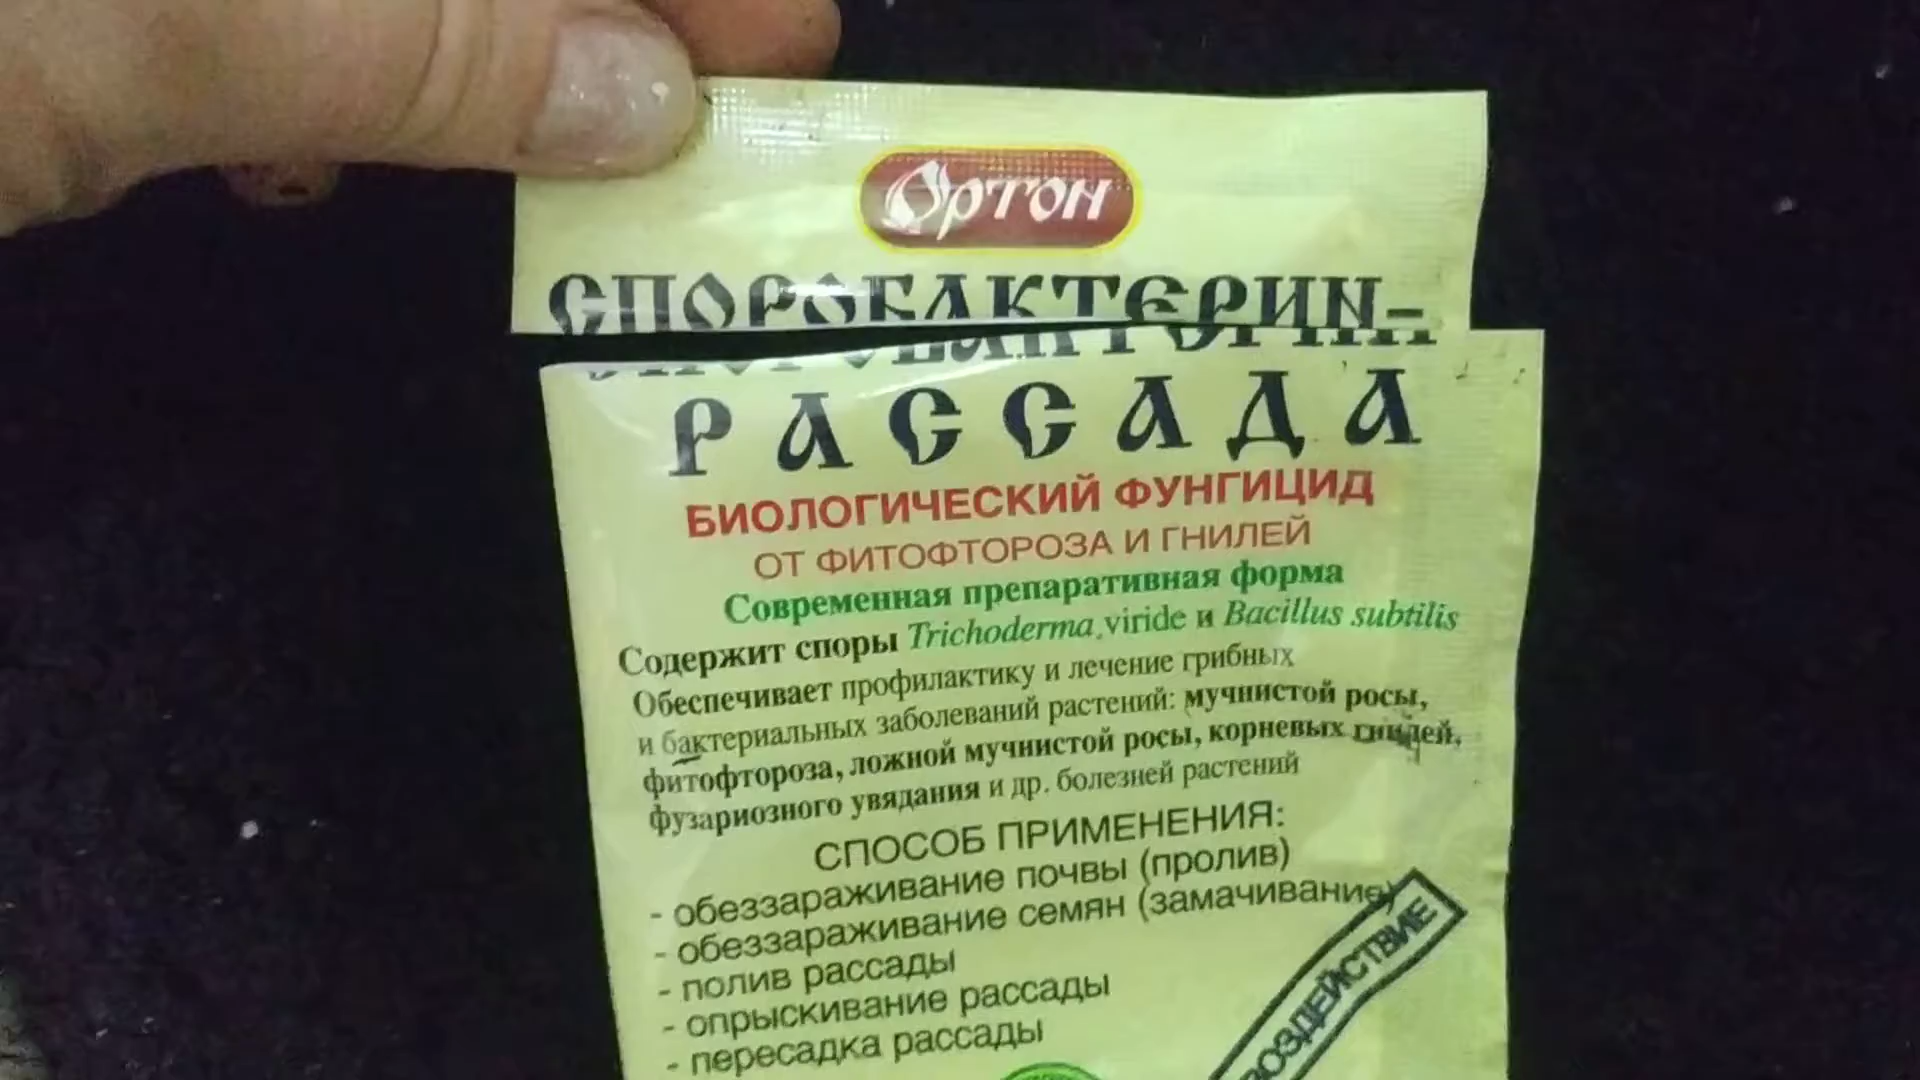 Ортон
СПОРОБАКТЕРИН-
РАССАДА
БИОЛОГИЧЕСКИЙ ФУНГИЦИД
ОТ ФИТОФТОРОЗА И ГНИЛЕЙ
Современная препаративная форма
Содержит споры Trichoderma viride и Bacillus subtilis
Обеспечивает профилактику и лечение грибных
и бактериальных заболеваний растений: мучнистой росы,
фитофтороза, ложной мучнистой росы, корневых гнилей,
фузариозного увядания и др. болезней растений
СПОСОБ ПРИМЕНЕНИЯ:
- обеззараживание почвы (пролив)
- обеззараживание семян (замачивание)
- полив рассады
- опрыскивание рассады
- пересадка рассады
ВОЗДЕЙСТВИЕ